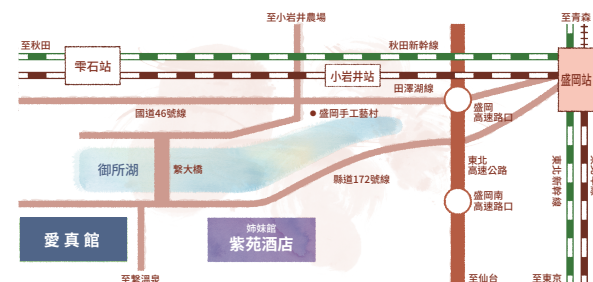 至小岩井農場
至青森
至秋田
秋田新幹線
雫石站
小岩井站
盛岡站
田澤湖線
國道46號線
盛岡手工藝村
盛岡
高速路口
御所湖
繫大橋
東北
高速公路
東北新幹線
縣道172號線
盛岡南
高速路口
愛真館
姉妹館
紫苑酒店
至繫溫泉
至仙台
至東京